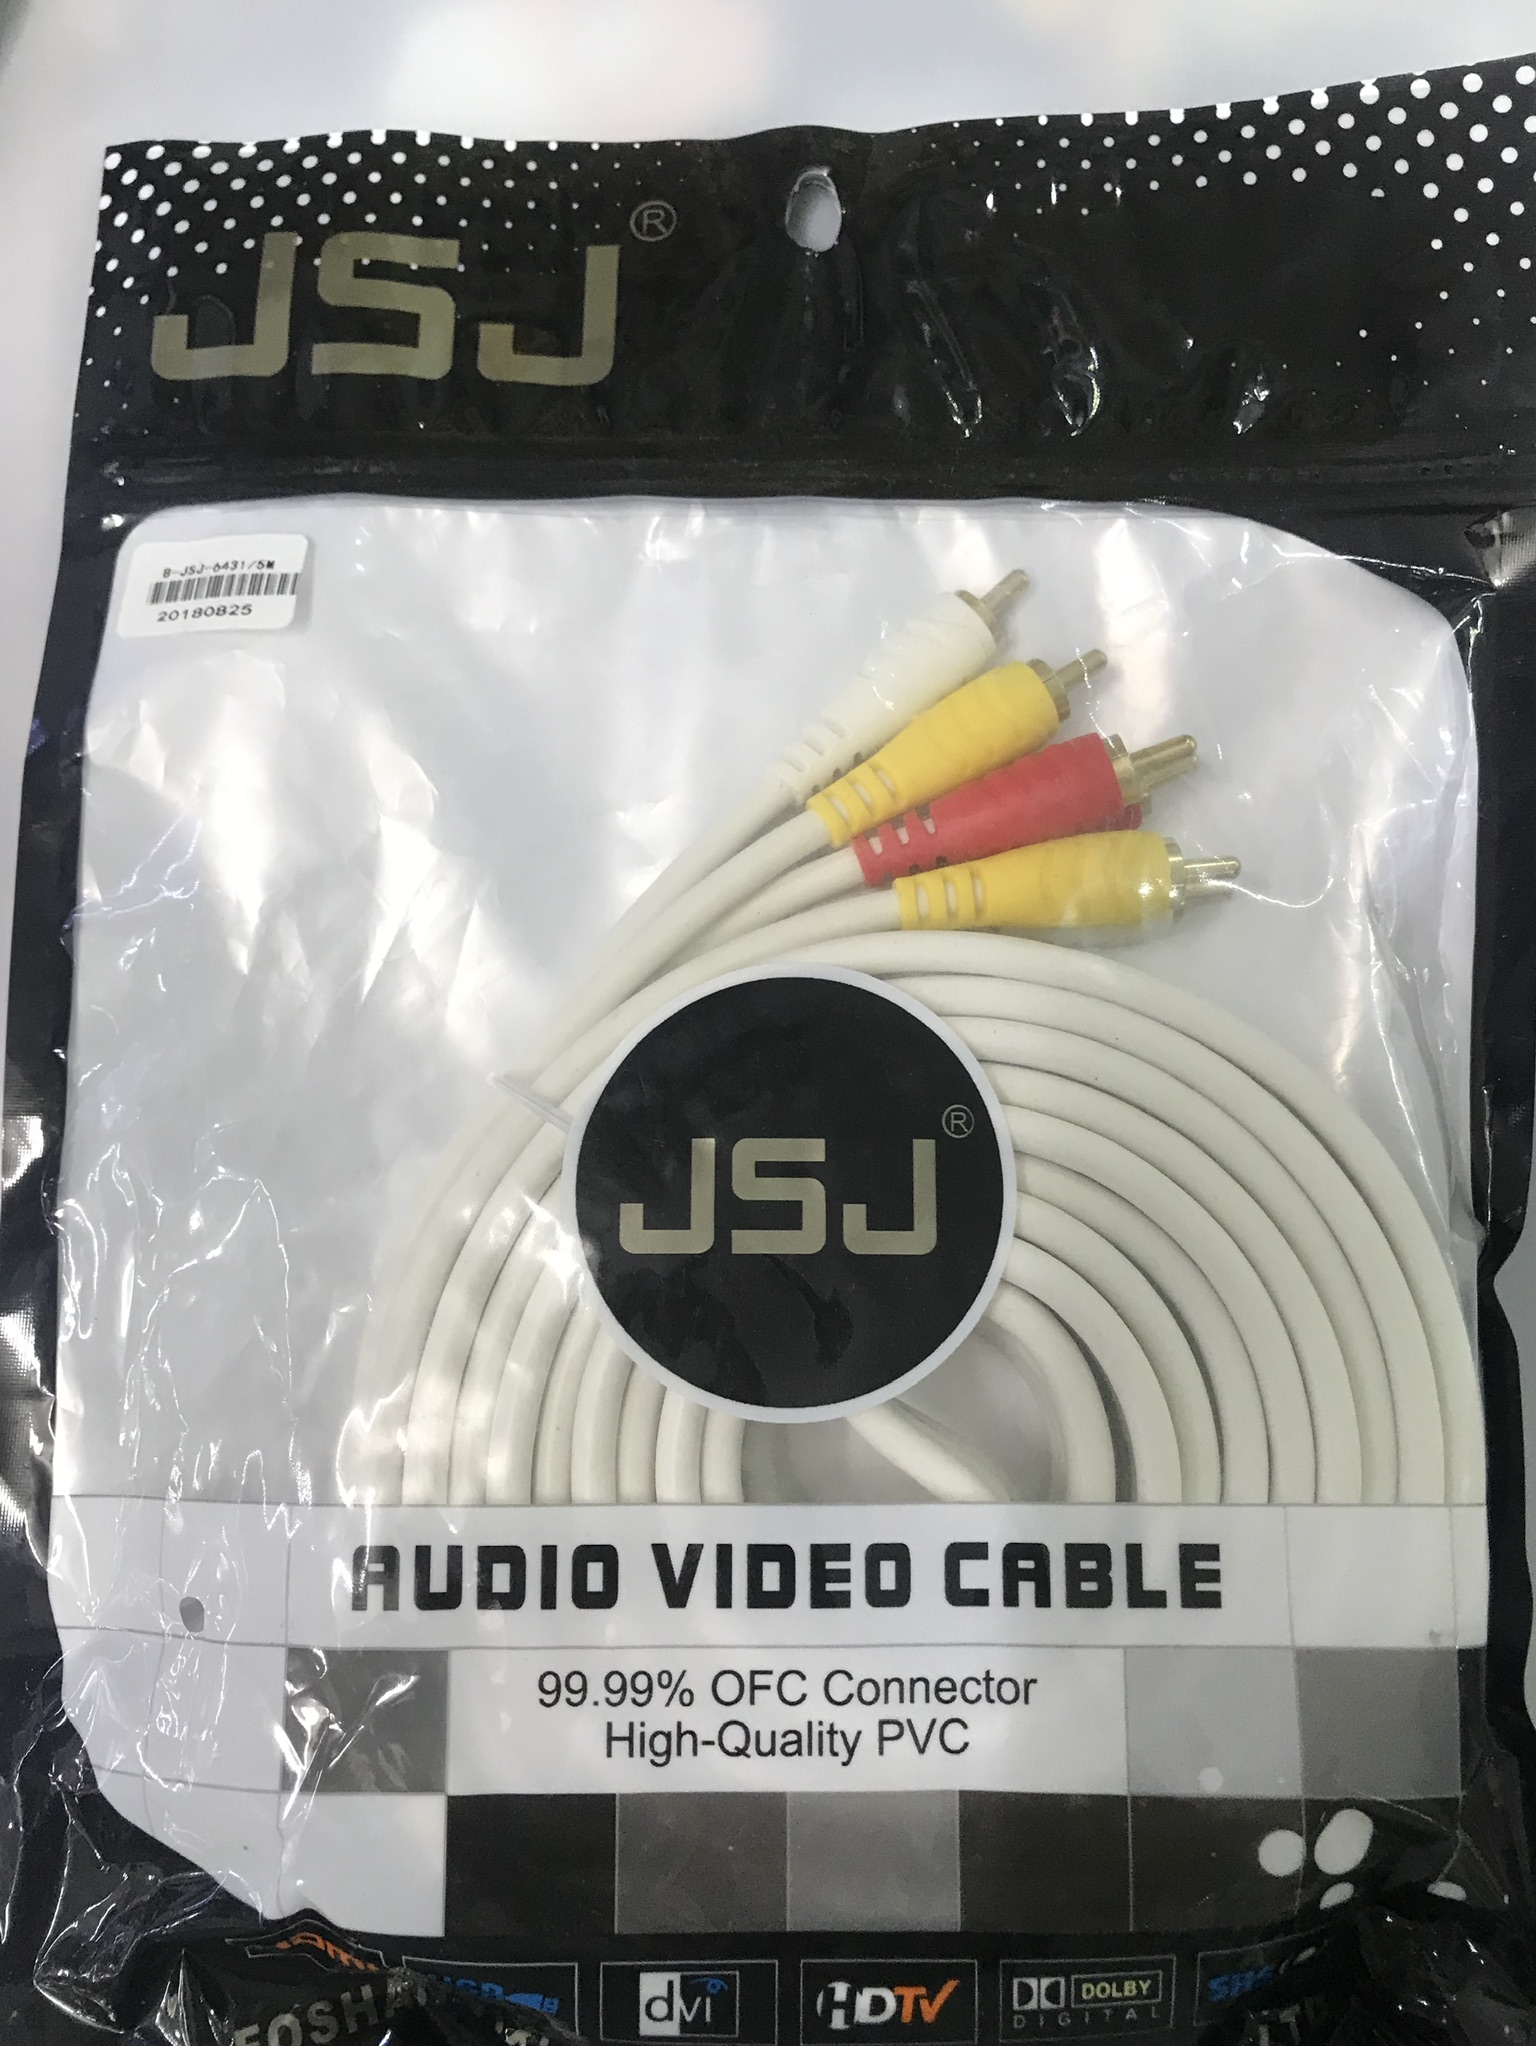 JSJ®
B-JSJ-6431/5M
20180825
JSJ®
AUDIO VIDEO CABLE
99.99% OFC Connector
High-Quality PVC
dvi
HDTV
DOLBY
DIGITAL